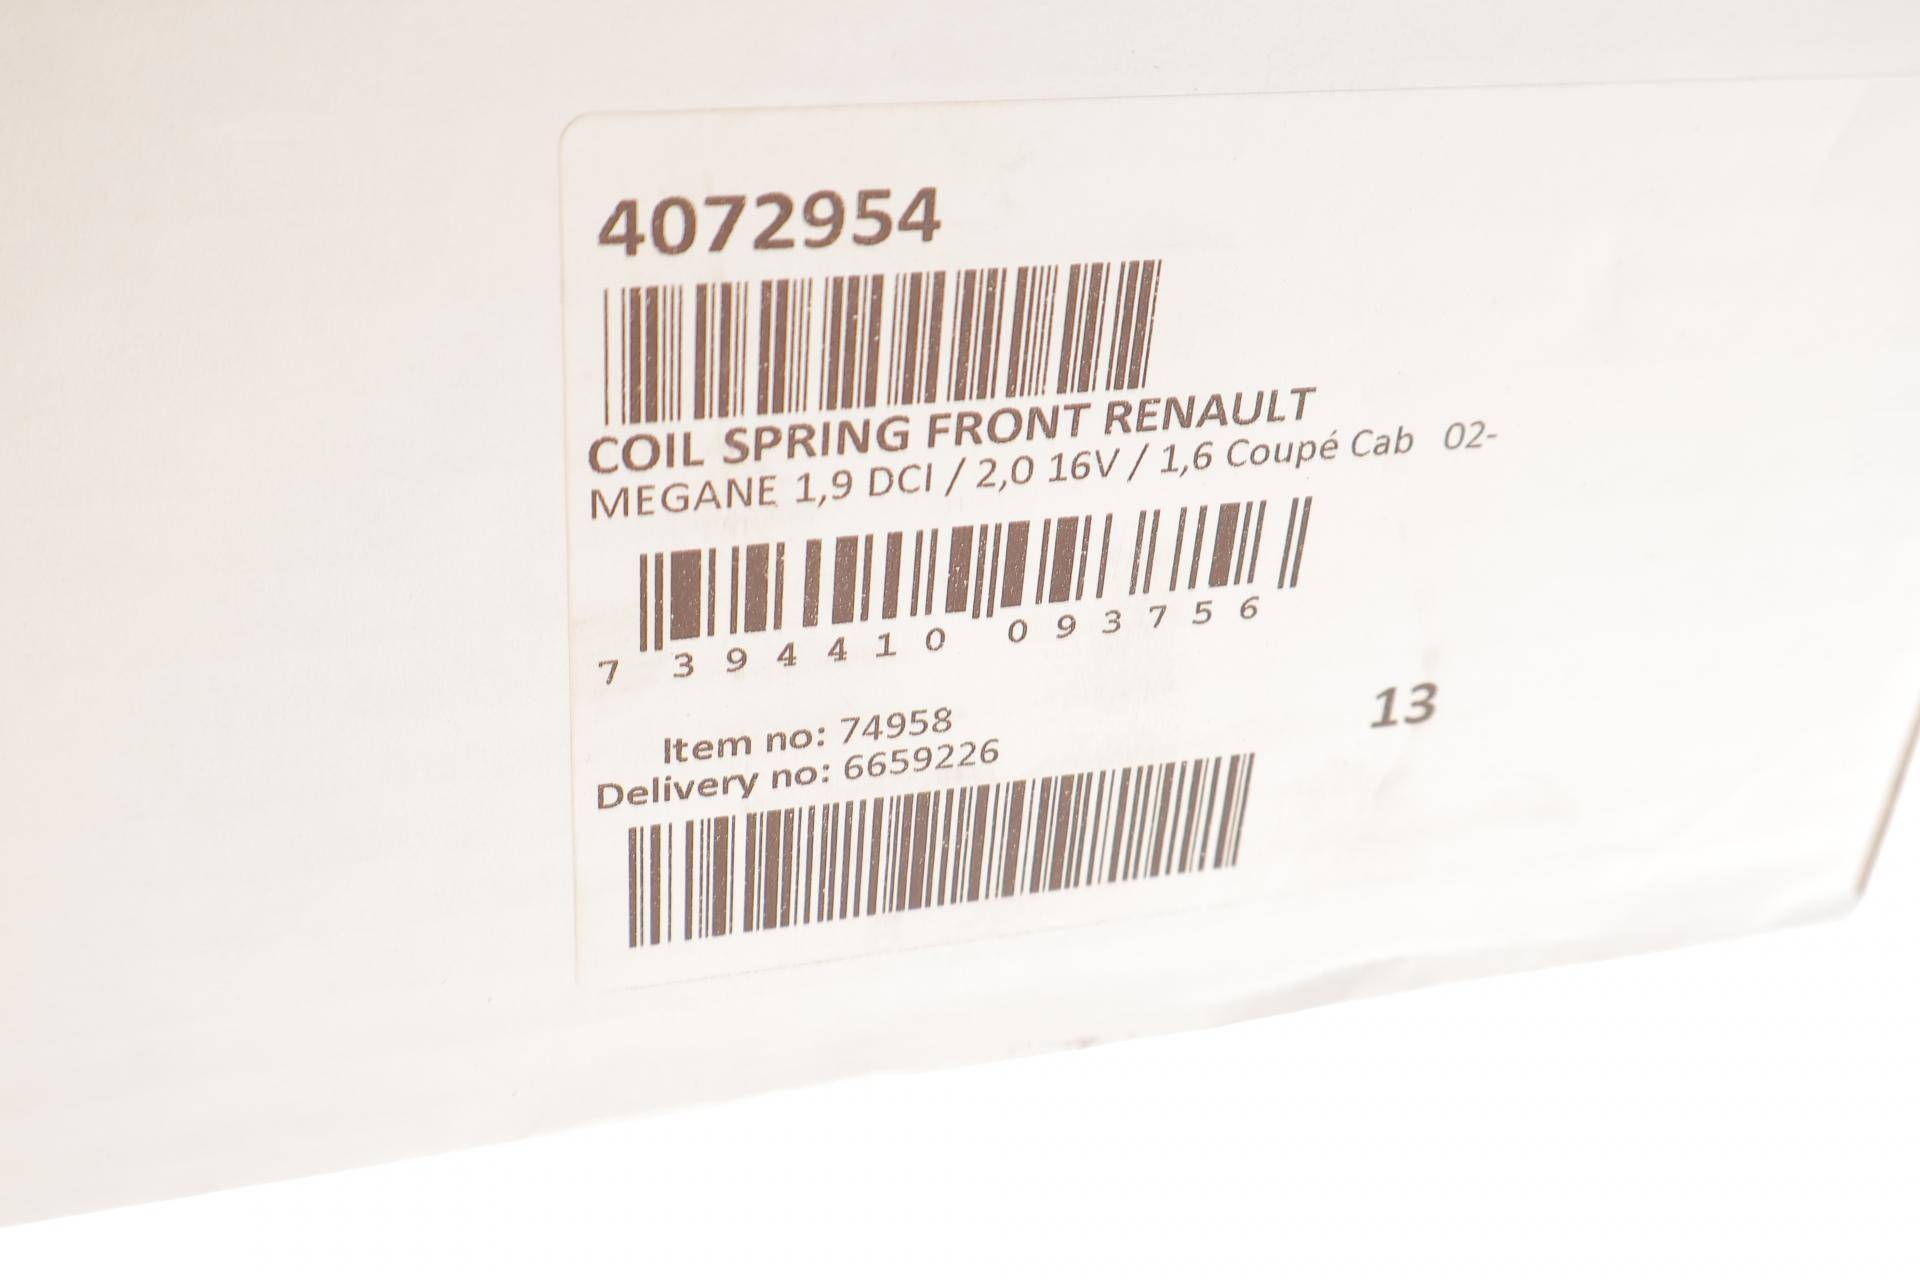 4072954
COIL SPRING FRONT RENAULT
MEGANE 1,9 DCI / 2,0 16V / 1,6 Coupé Cab 02-
7 394410 093756
13
Item no: 74958
Delivery no: 6659226